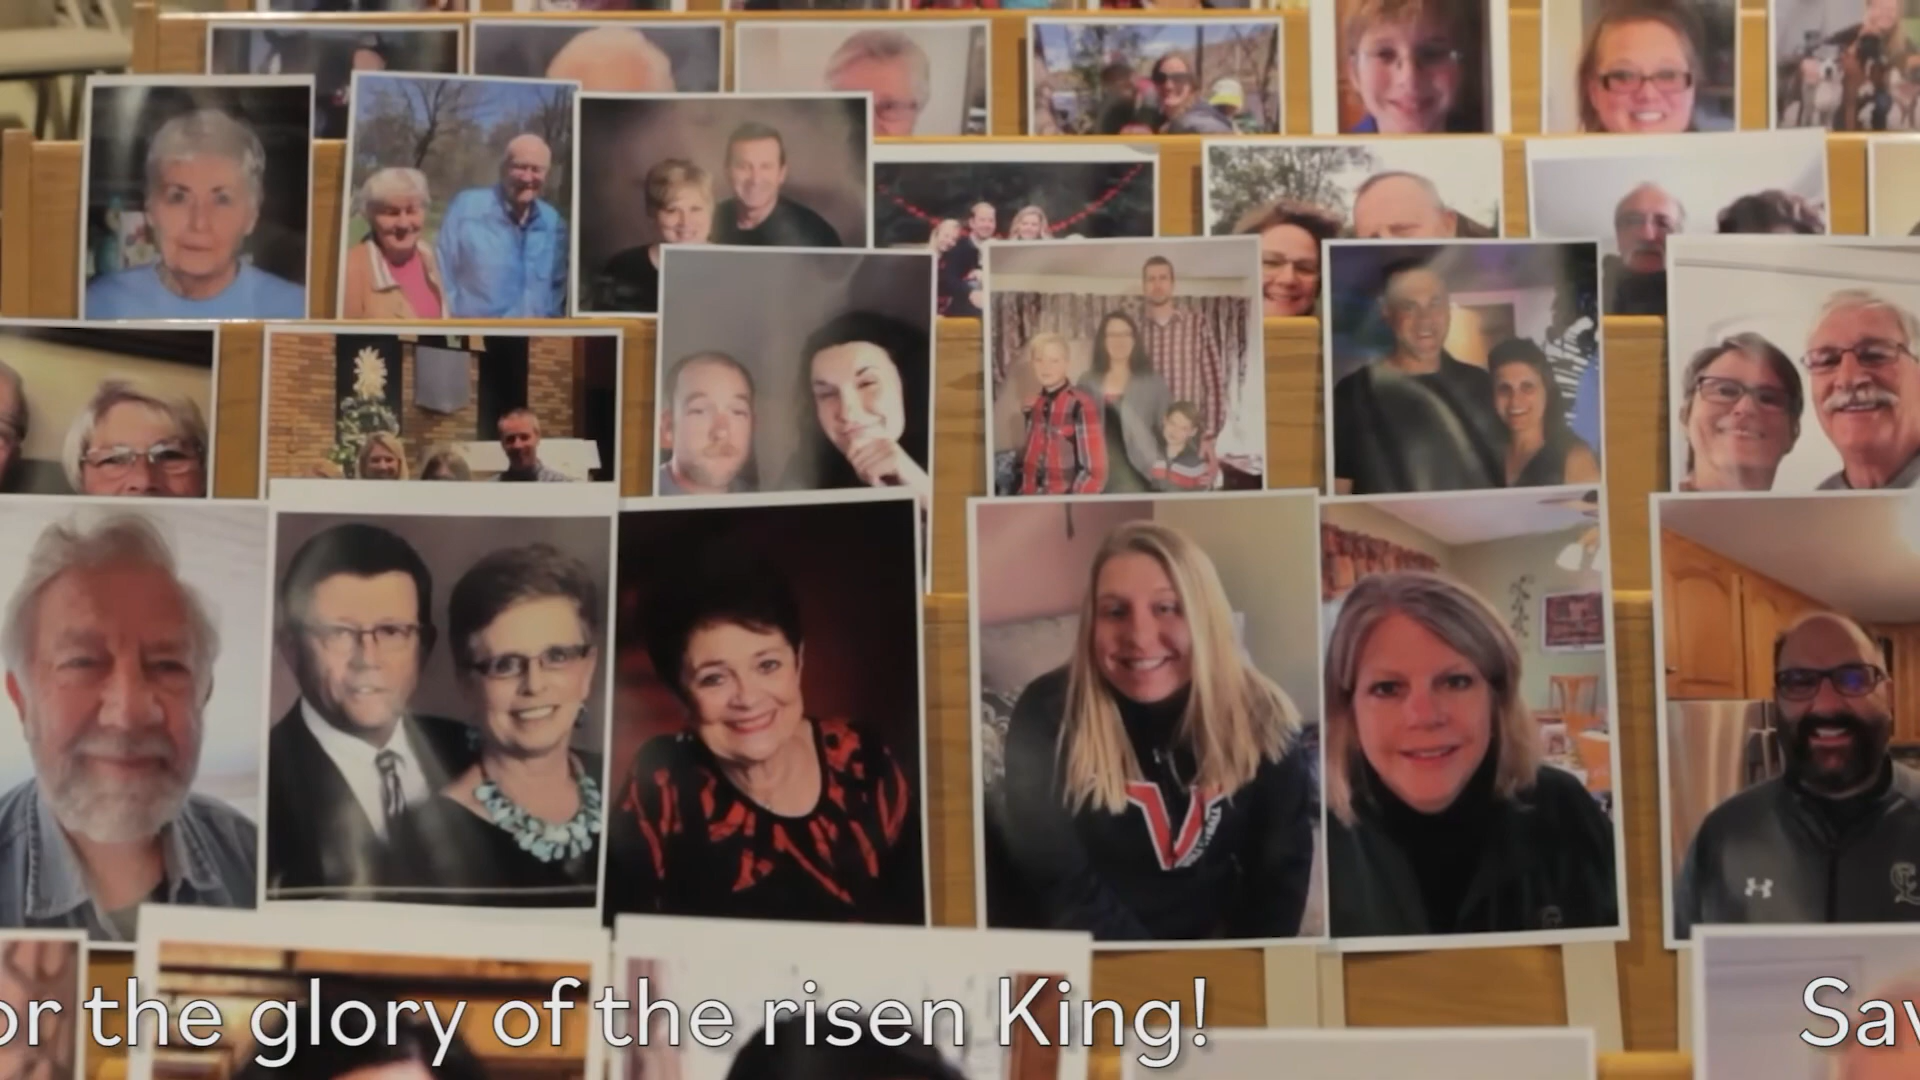 or the glory of the risen King! Sav
V